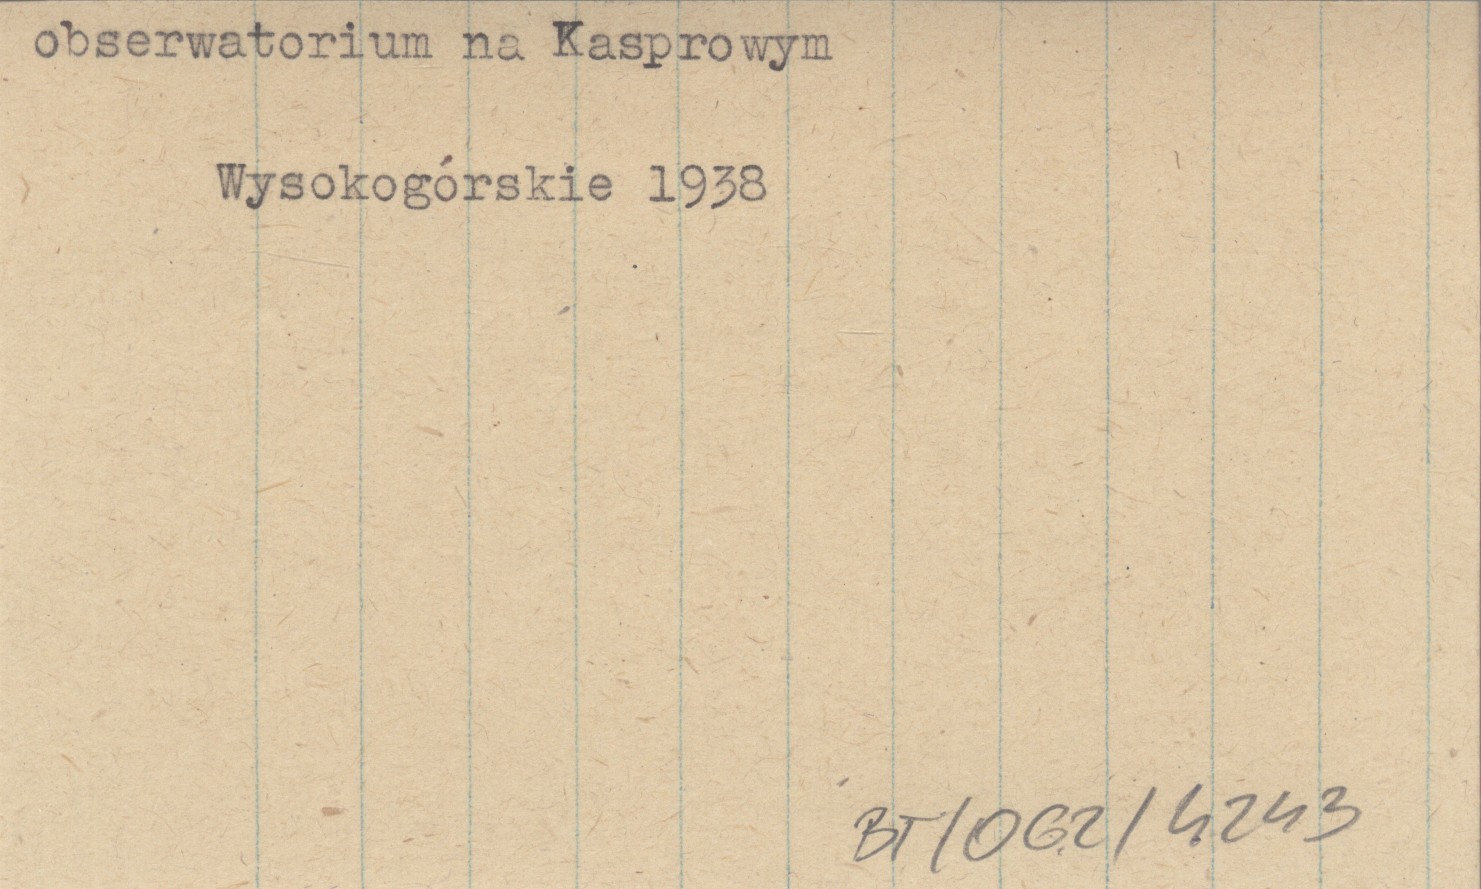 obserwatorium na Kasprowym
Wysokogórskie 1938
BT/062/4243